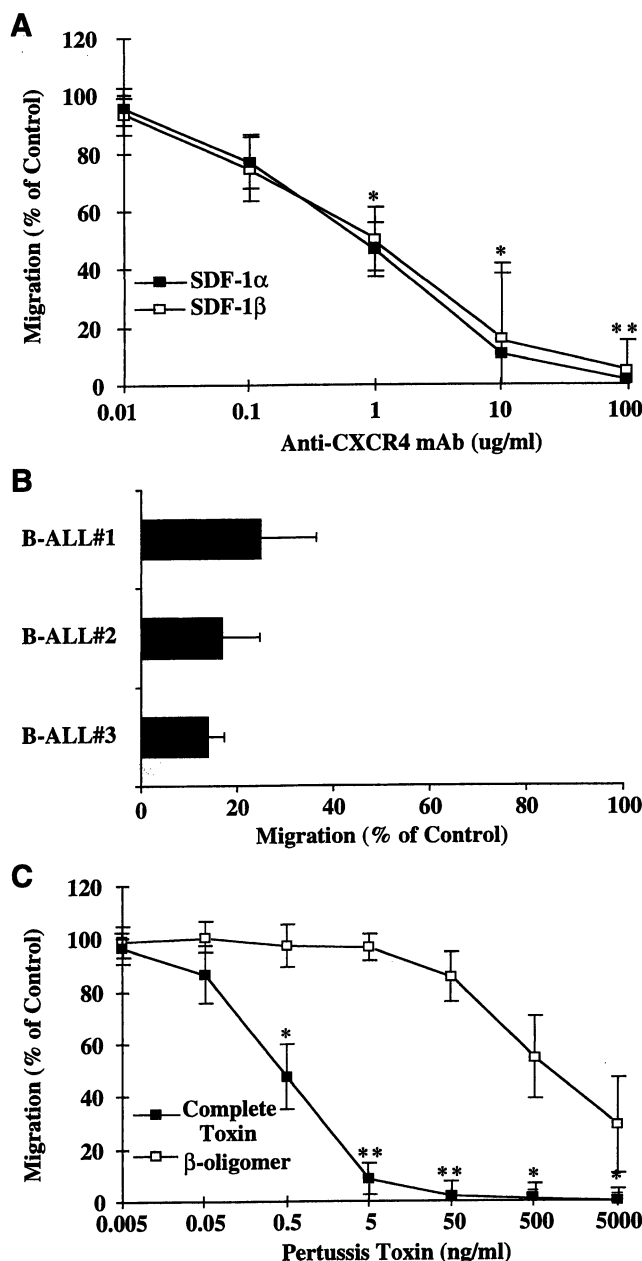 A
120
100
80
60
40
20
0
Migration (% of Control)
*
*
**
SDF-1α
SDF-1β
0.01 0.1 1 10 100
Anti-CXCR4 mAb (ug/ml)
B
B-ALL#1
B-ALL#2
B-ALL#3
0 20 40 60 80 100
Migration (% of Control)
C
120
100
80
60
40
20
0
Migration (% of Control)
*
**
**
*
*
Complete
Toxin
β-oligomer
0.005 0.05 0.5 5 50 500 5000
Pertussis Toxin (ng/ml)